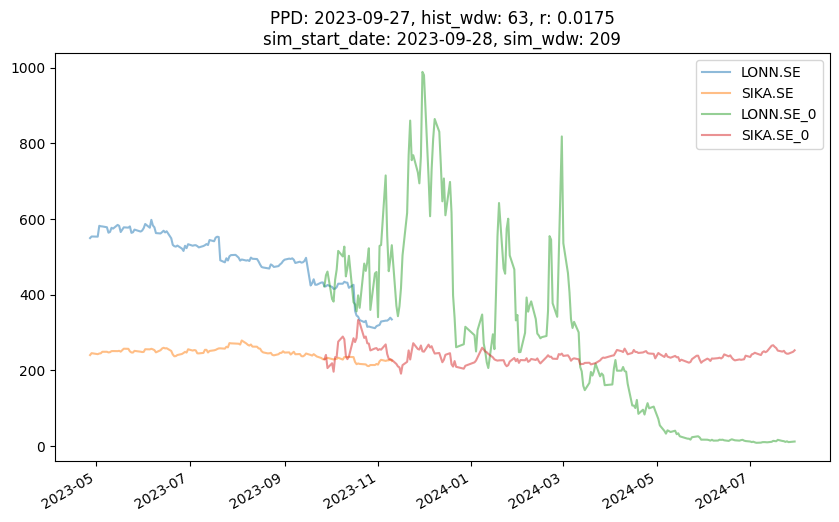 PPD: 2023-09-27, hist_wdw: 63, r: 0.0175
sim_start_date: 2023-09-28, sim_wdw: 209
LONN.SE
SIKA.SE
LONN.SE_0
SIKA.SE_0
1000
800
600
400
200
0
2023-05
2023-07
2023-09
2023-11
2024-01
2024-03
2024-05
2024-07